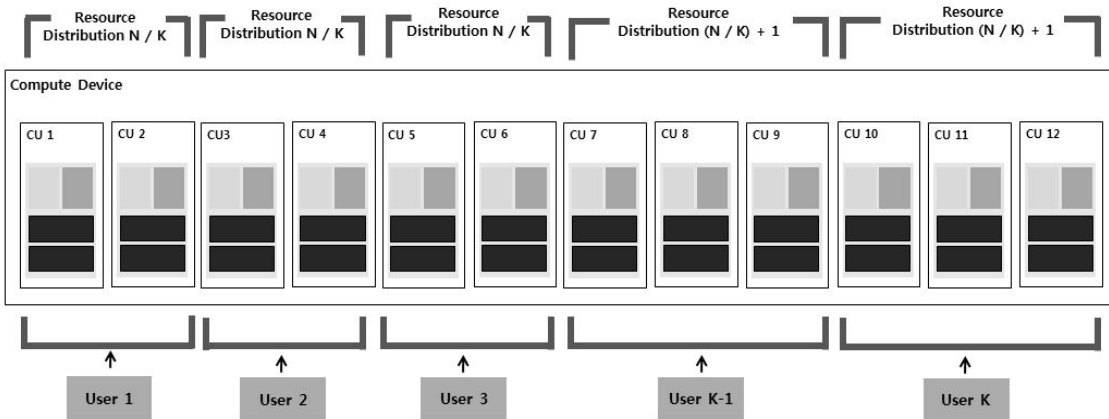 Resource
Distribution N / K
Resource
Distribution N / K
Resource
Distribution N / K
Resource
Distribution (N / K) + 1
Resource
Distribution (N / K) + 1
Compute Device
CU 1
CU 2
CU3
CU 4
CU 5
CU 6
CU 7
CU 8
CU 9
CU 10
CU 11
CU 12
User 1
User 2
User 3
User K-1
User K